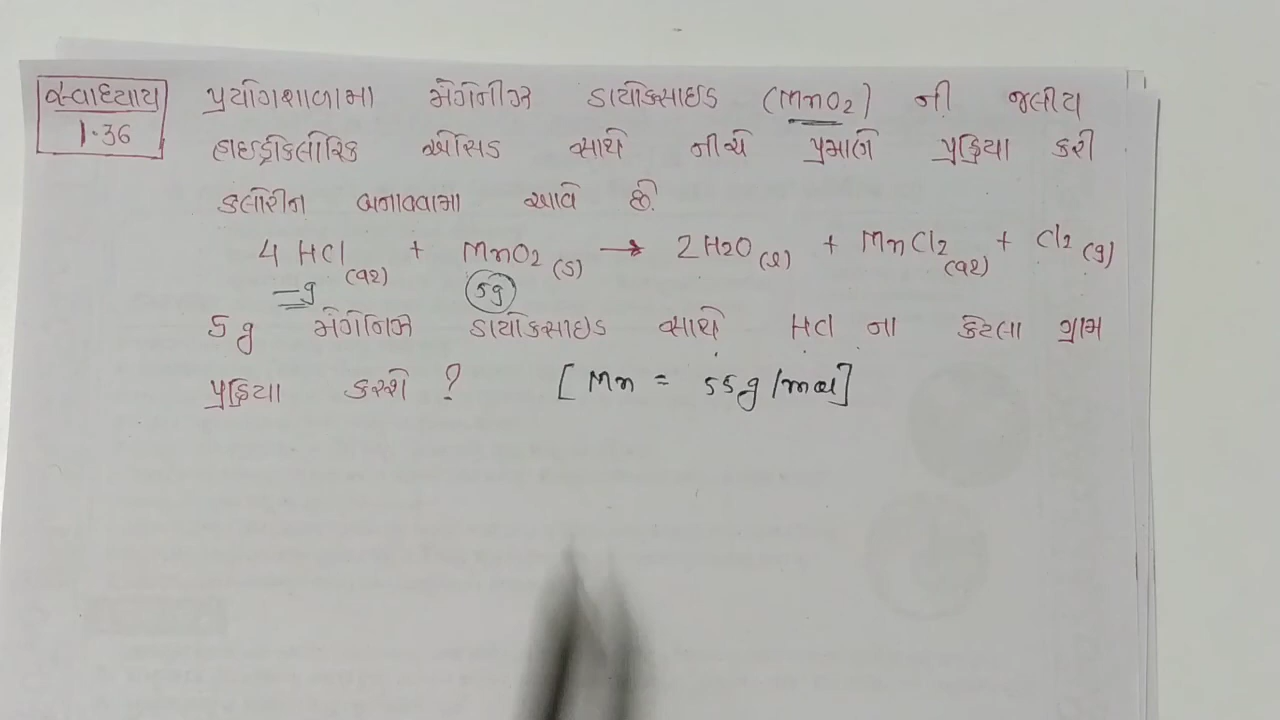 સ્વાધ્યાય
1.36
પ્રયોગશાળામા મેંગેનીઝ ડાયોક્સાઇડ (MnO2) ની જલીય
હાઇડ્રોક્લોરિક એસિડ સાથે નીચે પ્રમાણે પ્રક્રિયા કરી
ક્લોરીન બનાવવામા આવે છે.
4 HCl (aq) + MnO2 (s) → 2H2O (l) + MnCl2 (aq) + Cl2 (g)
— g 5g
5 g મેંગેનિઝ ડાયોક્સાઇડ સાથે HCl ના કેટલા ગ્રામ
પ્રક્રિયા કરશે ? [Mn = 55g/mol]